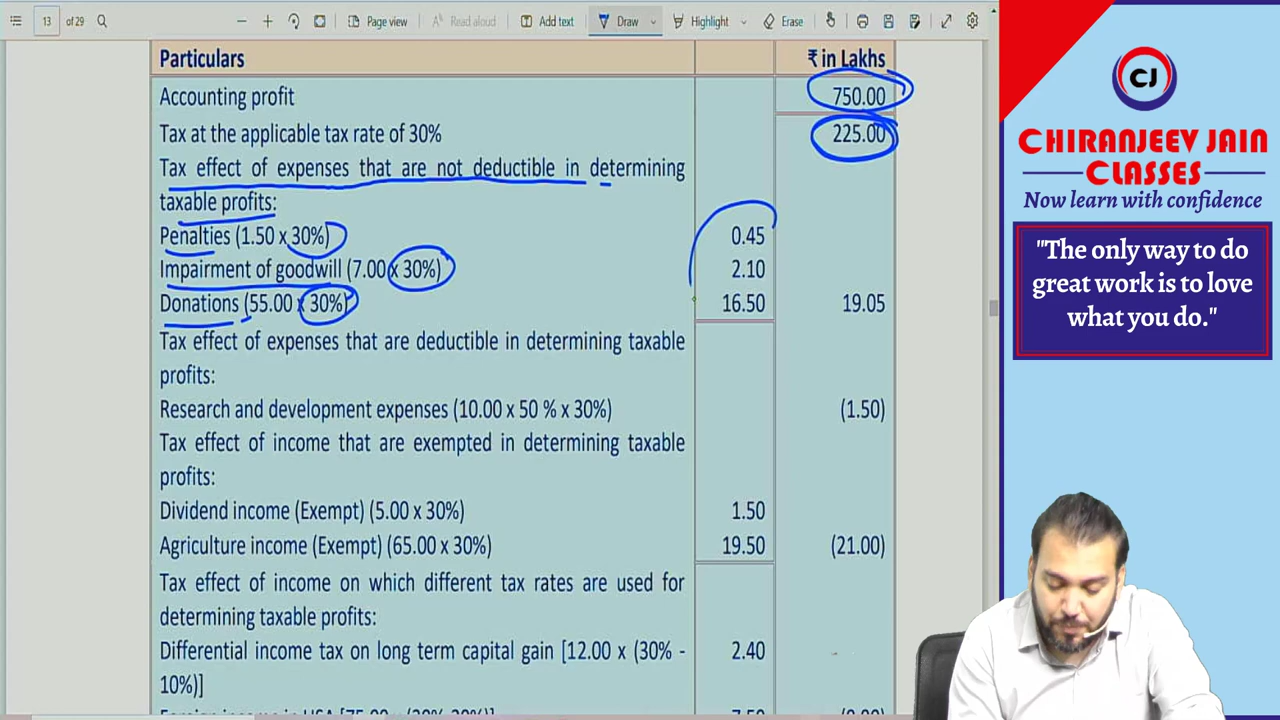 13 of 29 Page view Read aloud Add text Draw Highlight Erase
Particulars ₹ in Lakhs
Accounting profit 750.00
Tax at the applicable tax rate of 30% 225.00
Tax effect of expenses that are not deductible in determining
taxable profits:
Penalties (1.50 x 30%) 0.45
Impairment of goodwill (7.00 x 30%) 2.10
Donations (55.00 x 30%) 16.50 19.05
Tax effect of expenses that are deductible in determining taxable
profits:
Research and development expenses (10.00 x 50 % x 30%) (1.50)
Tax effect of income that are exempted in determining taxable
profits:
Dividend income (Exempt) (5.00 x 30%) 1.50
Agriculture income (Exempt) (65.00 x 30%) 19.50 (21.00)
Tax effect of income on which different tax rates are used for
determining taxable profits:
Differential income tax on long term capital gain [12.00 x (30% - 2.40
10%)]
CJ
CHIRANJEEV JAIN
CLASSES
Now learn with confidence
"The only way to do
great work is to love
what you do."